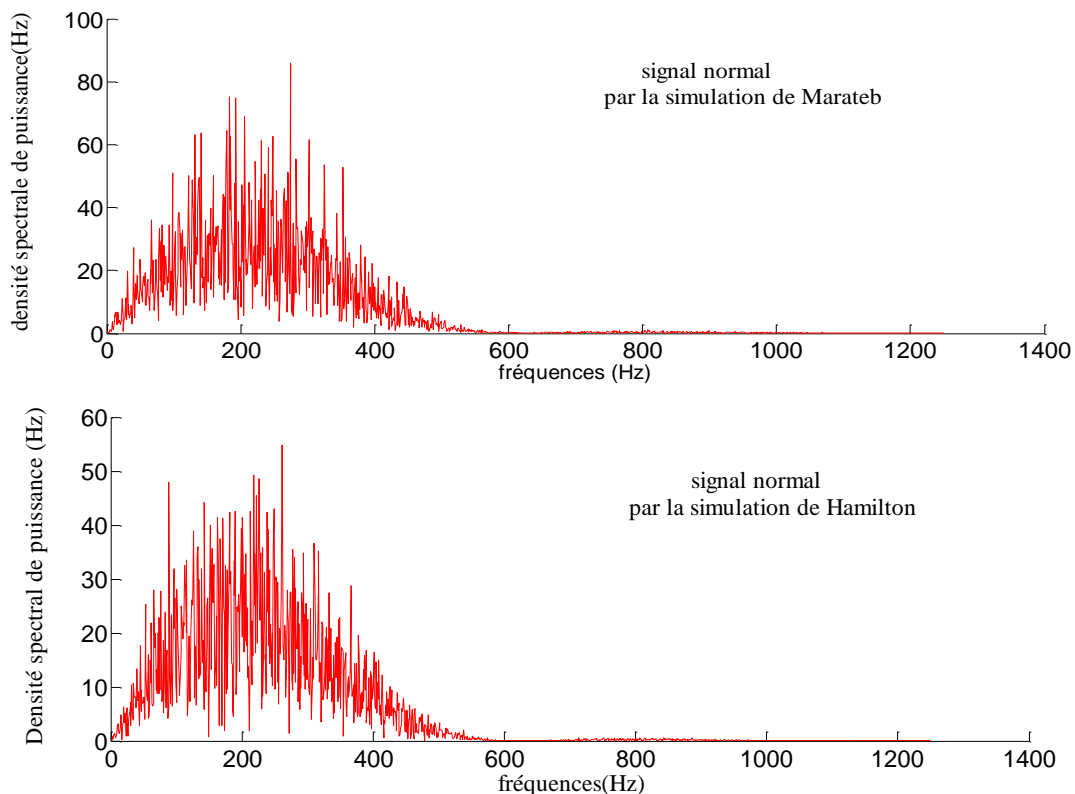 densité spectrale de puissance(Hz)
100
80
60
40
20
0
signal normal
par la simulation de Marateb
0 200 400 600 800 1000 1200 1400
fréquences (Hz)
Densité spectral de puissance (Hz)
60
50
40
30
20
10
0
signal normal
par la simulation de Hamilton
0 200 400 600 800 1000 1200 1400
fréquences(Hz)